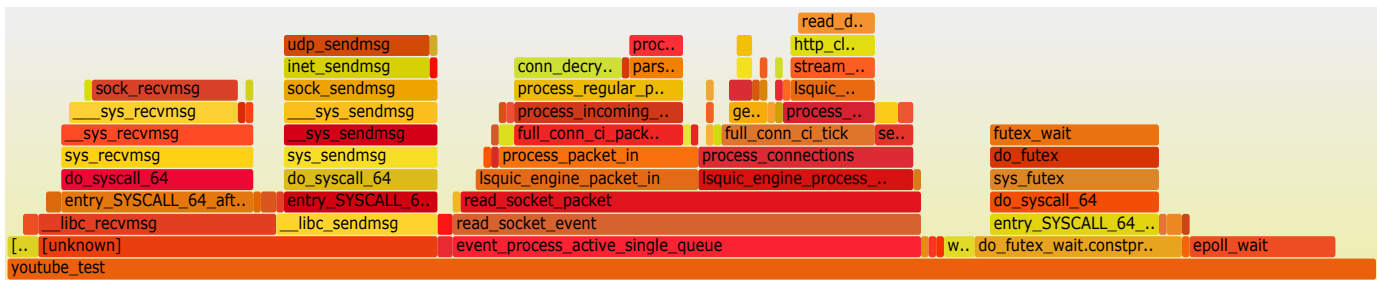 read_d..
udp_sendmsg proc.. http_cl..
inet_sendmsg conn_decry.. pars.. stream_..
sock_recvmsg sock_sendmsg process_regular_p.. lsquic_..
___sys_recvmsg ___sys_sendmsg process_incoming_.. ge.. process_..
__sys_recvmsg __sys_sendmsg full_conn_ci_pack.. full_conn_ci_tick se.. futex_wait
sys_recvmsg sys_sendmsg process_packet_in process_connections do_futex
do_syscall_64 do_syscall_64 lsquic_engine_packet_in lsquic_engine_process_.. sys_futex
entry_SYSCALL_64_aft.. entry_SYSCALL_6.. read_socket_packet do_syscall_64
__libc_recvmsg __libc_sendmsg read_socket_event entry_SYSCALL_64_..
[.. [unknown] event_process_active_single_queue w.. do_futex_wait.constpr.. epoll_wait
youtube_test